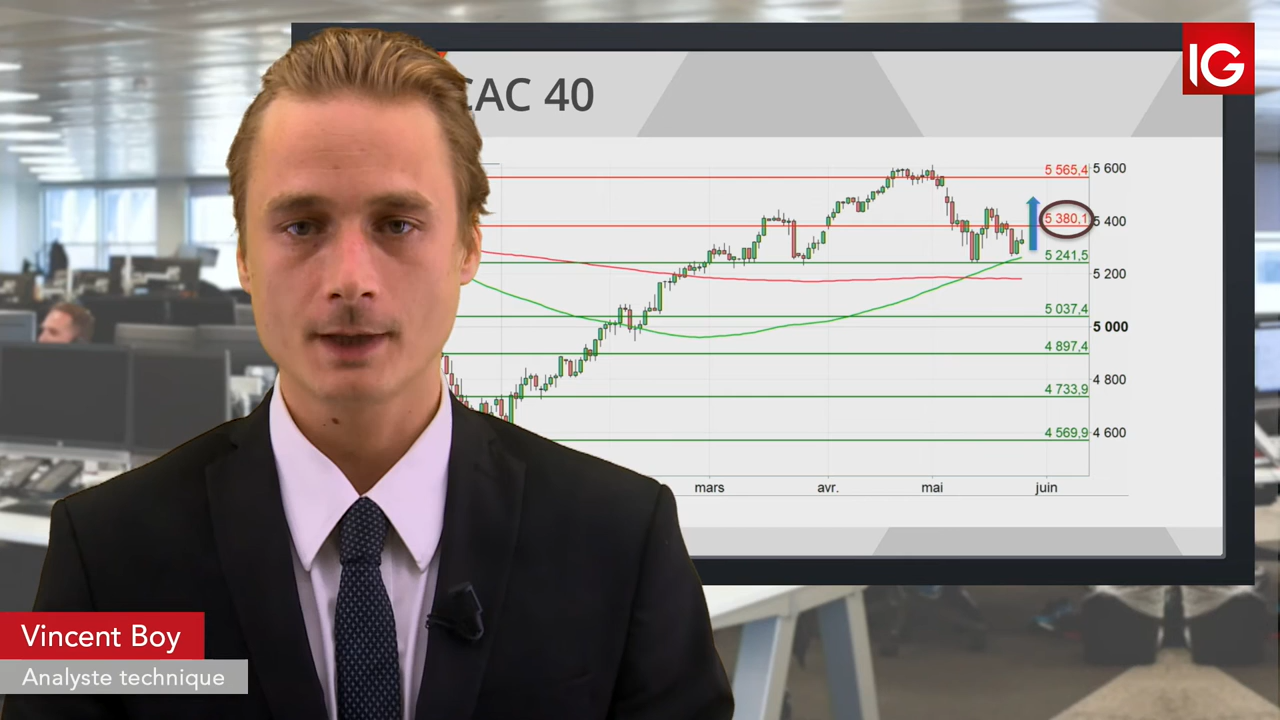 IG
CAC 40
5 565,4
5 600
5 380,1
5 400
5 241,5
5 200
5 037,4
5 000
4 897,4
4 800
4 733,9
4 600
4 569,9
mars avr. mai juin
Vincent Boy
Analyste technique